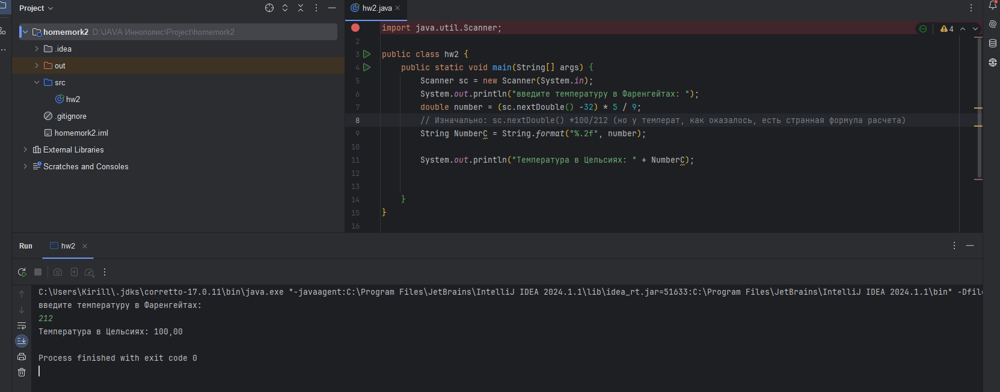 Project
homemork2 D:\JAVA Иннополис\Project\homemork2
.idea
out
src
hw2
.gitignore
homemork2.iml
External Libraries
Scratches and Consoles
hw2.java
4
import java.util.Scanner;
2
3 public class hw2 {
4 public static void main(String[] args) {
5 Scanner sc = new Scanner(System.in);
6 System.out.println("введите температуру в Фаренгейтах: ");
7 double number = (sc.nextDouble() -32) * 5 / 9;
8 // Изначально: sc.nextDouble() *100/212 (но у температ, как оказалось, есть странная формула расчета)
9 String NumberC = String.format("%.2f", number);
10
11 System.out.println("Температура в Цельсиях: " + NumberC);
12
13
14 }
15 }
16
Run hw2
C:\Users\Kirill\.jdks\corretto-17.0.11\bin\java.exe "-javaagent:C:\Program Files\JetBrains\IntelliJ IDEA 2024.1.1\lib\idea_rt.jar=51633:C:\Program Files\JetBrains\IntelliJ IDEA 2024.1.1\bin" -Dfile
введите температуру в Фаренгейтах:
212
Температура в Цельсиях: 100,00
Process finished with exit code 0